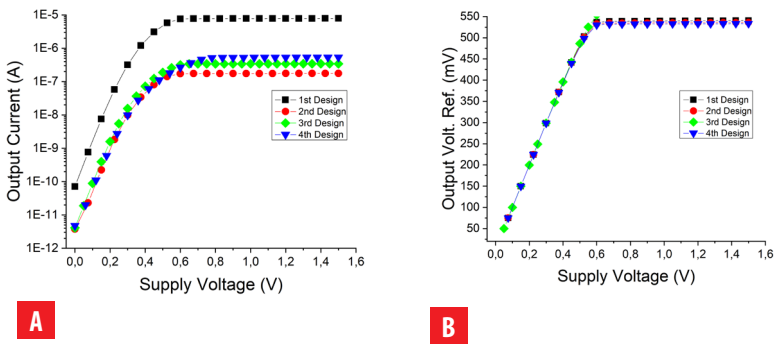 1E-5
1E-6
1E-7
1E-8
1E-9
1E-10
1E-11
1E-12
Output Current (A)
1st Design
2nd Design
3rd Design
4th Design
0,0 0,2 0,4 0,6 0,8 1,0 1,2 1,4 1,6
Supply Voltage (V)
A
550
500
450
400
350
300
250
200
150
100
50
Output Volt. Ref. (mV)
1st Design
2nd Design
3rd Design
4th Design
0,0 0,2 0,4 0,6 0,8 1,0 1,2 1,4 1,6
Supply Voltage (V)
B